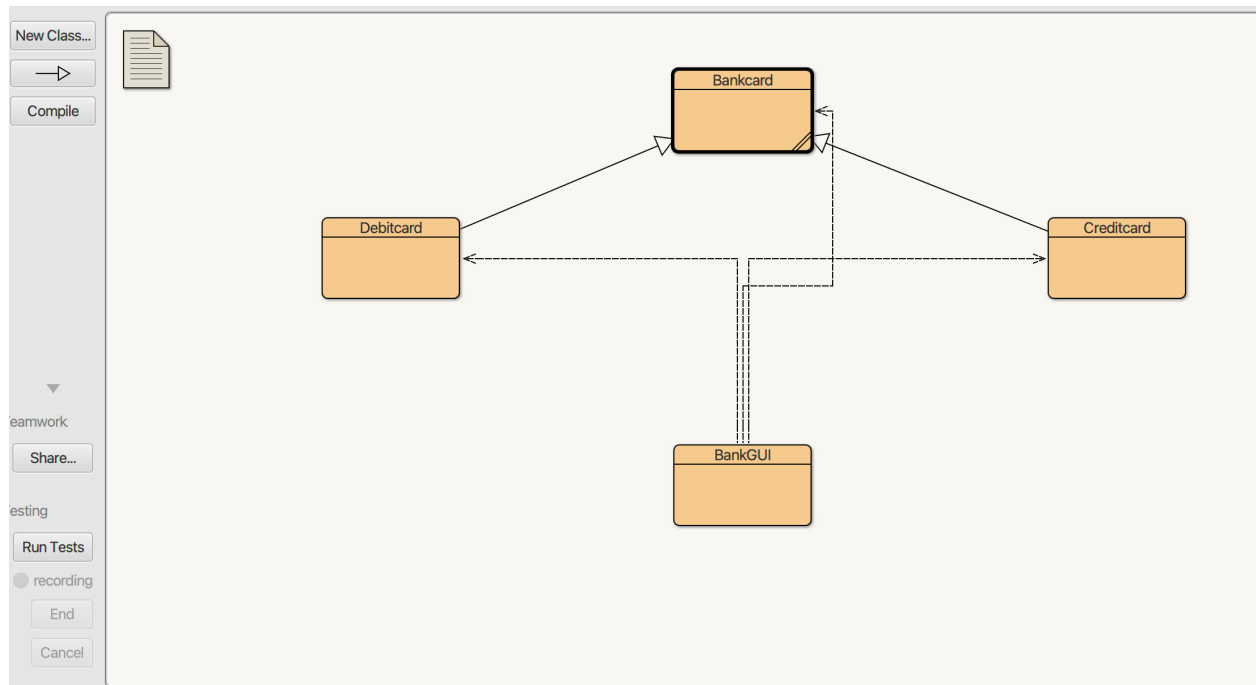 New Class...
Compile
eamwork
Share...
esting
Run Tests
recording
End
Cancel
Bankcard
Debitcard
Creditcard
BankGUI